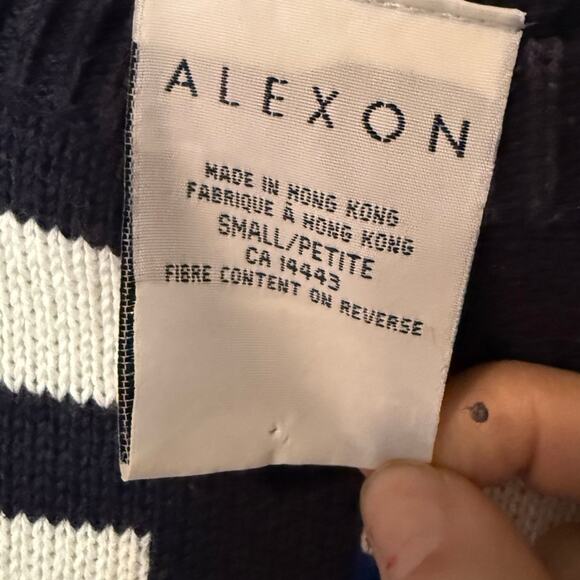 ALEXON
MADE IN HONG KONG
FABRIQUE À HONG KONG
SMALL/PETITE
CA 14443
FIBRE CONTENT ON REVERSE